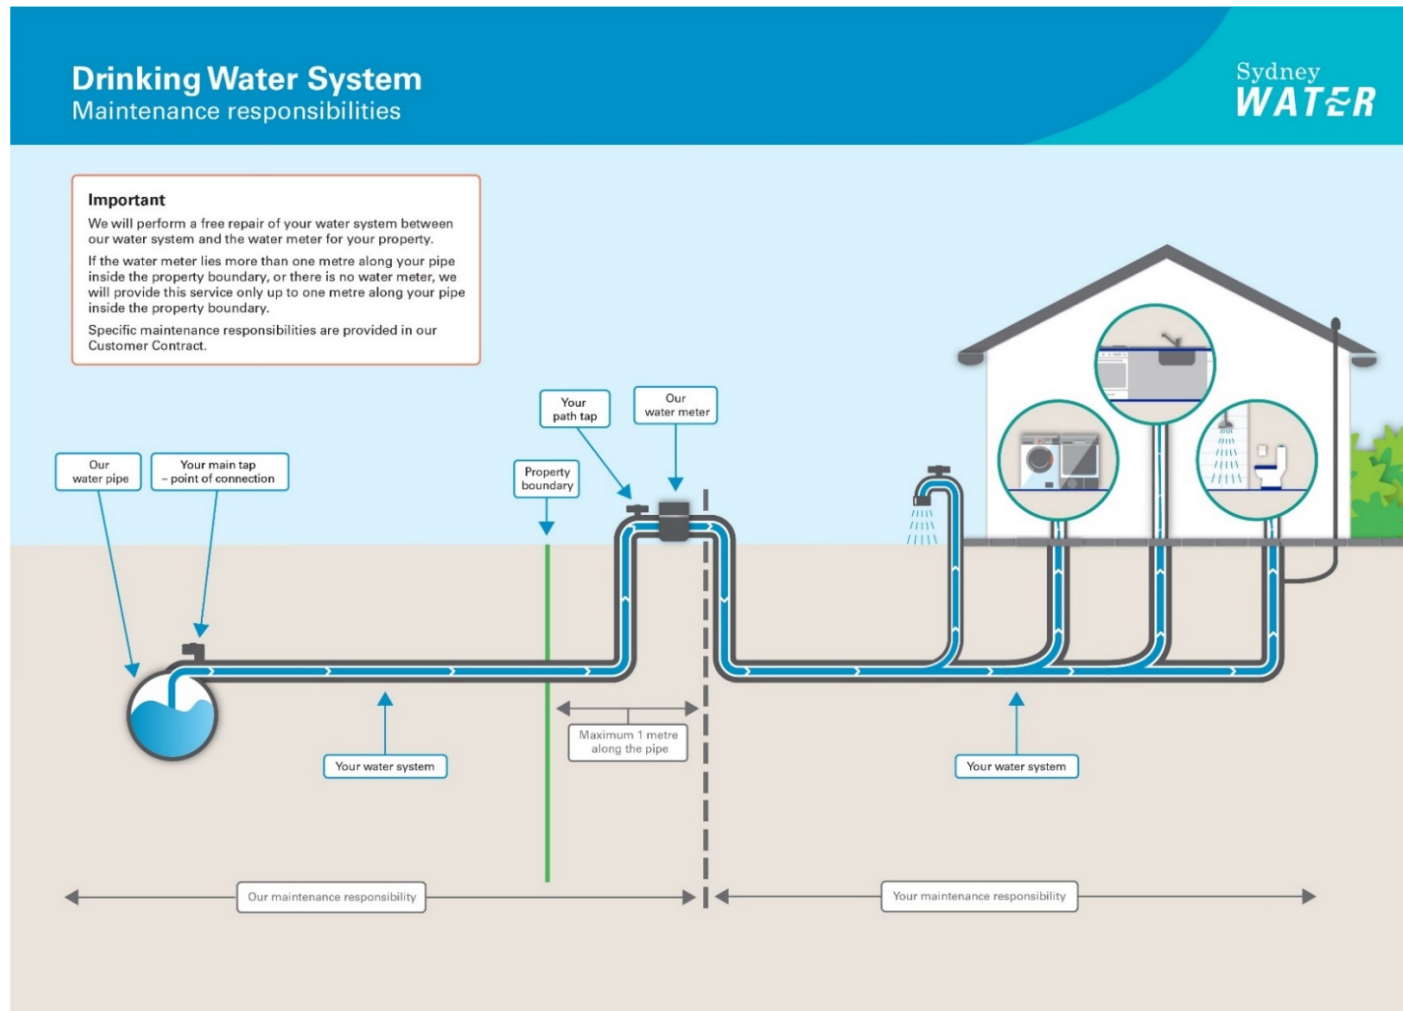 Drinking Water System
Maintenance responsibilities
Sydney
WATER
Important
We will perform a free repair of your water system between
our water system and the water meter for your property.
If the water meter lies more than one metre along your pipe
inside the property boundary, or there is no water meter, we
will provide this service only up to one metre along your pipe
inside the property boundary.
Specific maintenance responsibilities are provided in our
Customer Contract.
Your
path tap
Our
water meter
Our
water pipe
Your main tap
– point of connection
Property
boundary
Maximum 1 metre
along the pipe
Your water system
Your water system
Our maintenance responsibility
Your maintenance responsibility